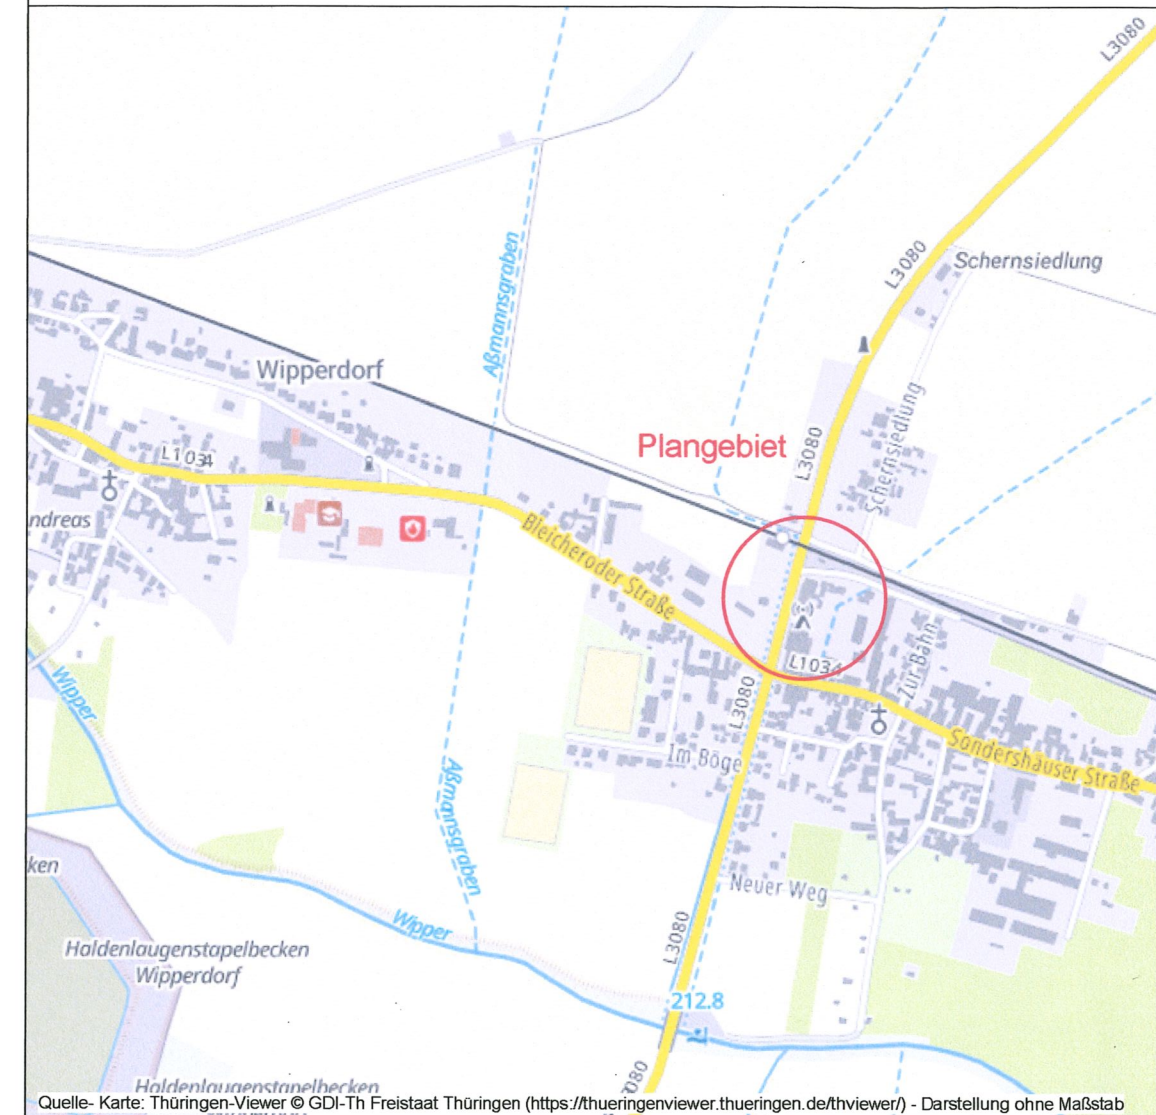 L3080
Aßmannsgraben
L3080
Schernsiedlung
Wipperdorf
Schernsiedlung
Plangebiet
L3080
L1034
ndreas
Bleicheroder Straße
L1034
Zur Bahn
Wipper
L3080
Im Böge
Sondershäuser Straße
Aßmannsgraben
ken
Neuer Weg
Wipper
L3080
Haldenlaugenstapelbecken
Wipperdorf
212.8
080
Haldenlaugenstapelbecken
Quelle- Karte: Thüringen-Viewer © GDI-Th Freistaat Thüringen (https://thueringenviewer.thueringen.de/thviewer/) - Darstellung ohne Maßstab